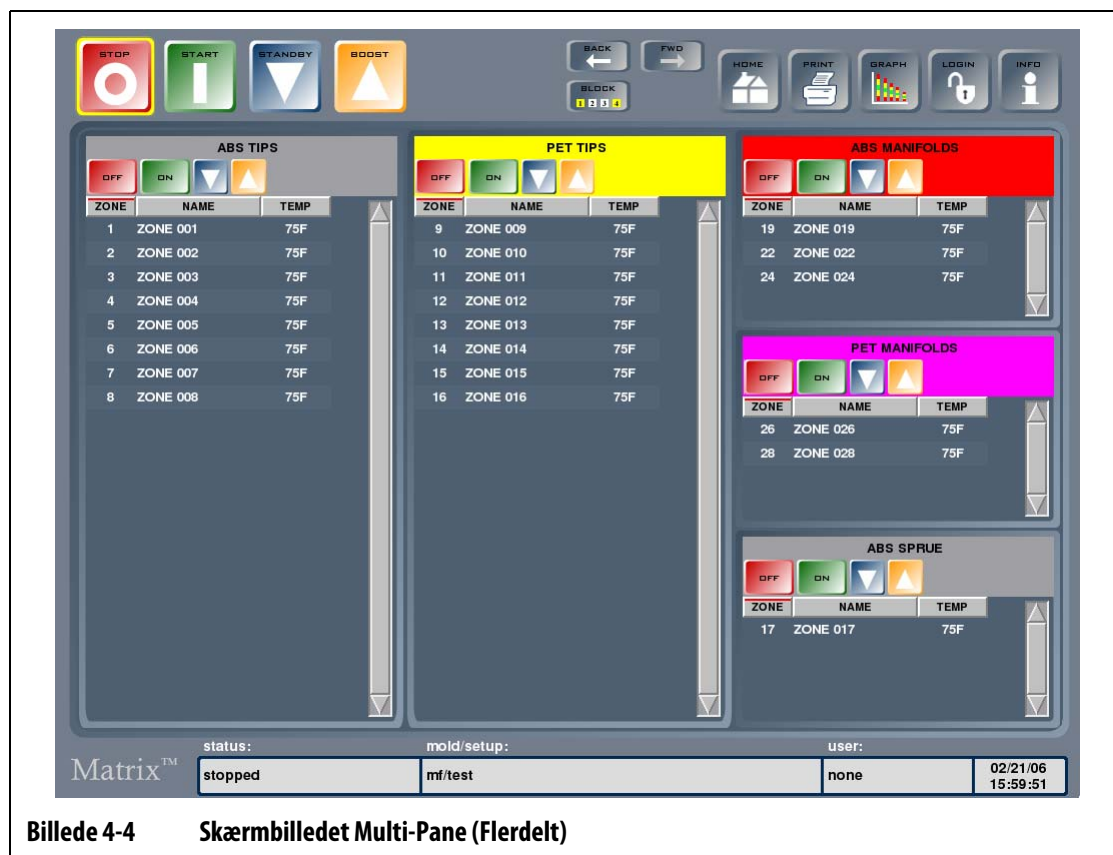 STOP START STANDBY BOOST BACK FWD HOME PRINT GRAPH LOGIN INFO
BLOCK
1 2 3 4
ABS TIPS
OFF ON
ZONE NAME TEMP
1 ZONE 001 75F
2 ZONE 002 75F
3 ZONE 003 75F
4 ZONE 004 75F
5 ZONE 005 75F
6 ZONE 006 75F
7 ZONE 007 75F
8 ZONE 008 75F
PET TIPS
OFF ON
ZONE NAME TEMP
9 ZONE 009 75F
10 ZONE 010 75F
11 ZONE 011 75F
12 ZONE 012 75F
13 ZONE 013 75F
14 ZONE 014 75F
15 ZONE 015 75F
16 ZONE 016 75F
ABS MANIFOLDS
OFF ON
ZONE NAME TEMP
19 ZONE 019 75F
22 ZONE 022 75F
24 ZONE 024 75F
PET MANIFOLDS
OFF ON
ZONE NAME TEMP
26 ZONE 026 75F
28 ZONE 028 75F
ABS SPRUE
OFF ON
ZONE NAME TEMP
17 ZONE 017 75F
Matrix™
status: mold/setup: user:
stopped mf/test none 02/21/06
15:59:51
Billede 4-4 Skærmbilledet Multi-Pane (Flerdelt)